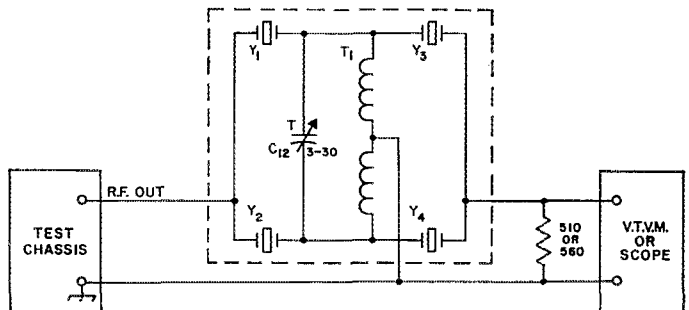 Y1
T1
Y3
T
C12
3-30
R.F. OUT
TEST
CHASSIS
Y2
Y4
510
OR
560
V.T.V.M.
OR
SCOPE